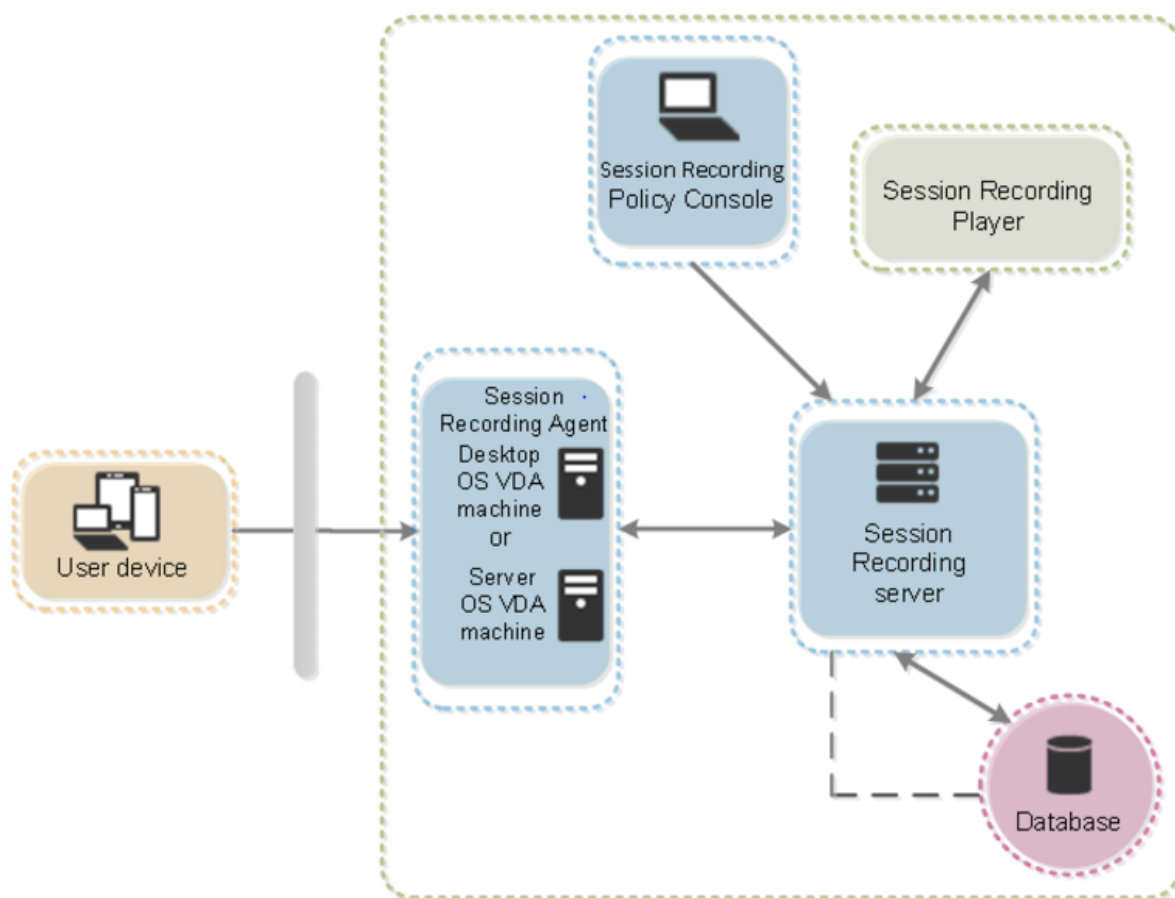 Session Recording
Policy Console
Session Recording
Player
Session
Recording Agent
Desktop
OS VDA
machine
or
Server
OS VDA
machine
User device
Session
Recording
server
Database